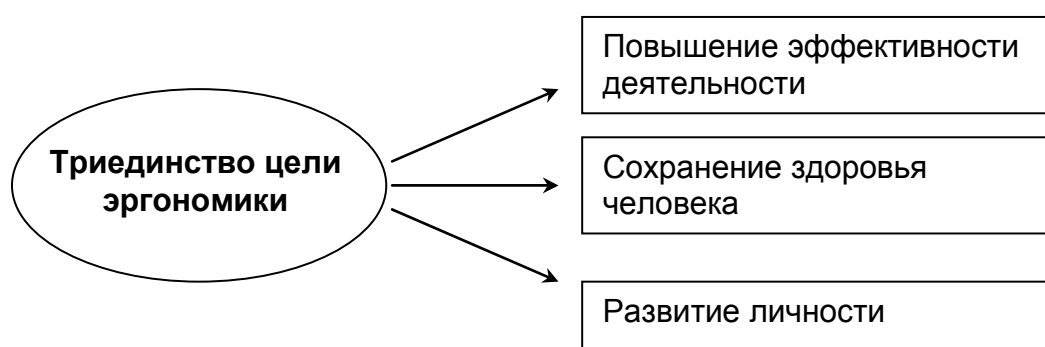 Триединство цели
эргономики
Повышение эффективности
деятельности
Сохранение здоровья
человека
Развитие личности